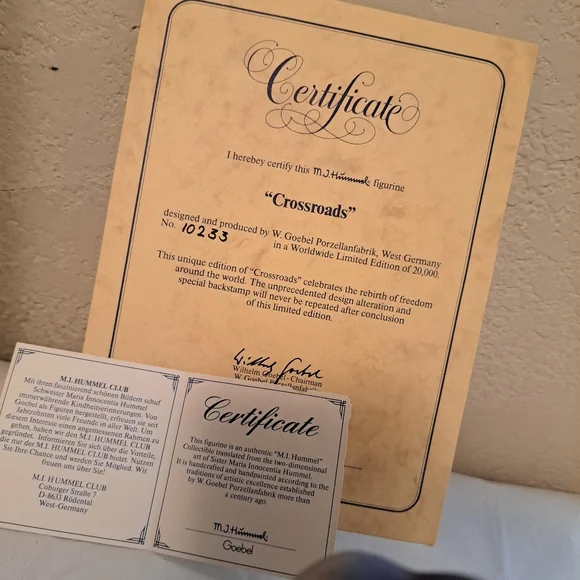 Certificate
I herebey certify this M.J.Hummel figurine
“Crossroads”
designed and produced by W. Goebel Porzellanfabrik, West Germany
No. 10233 in a Worldwide Limited Edition of 20,000.
This unique edition of "Crossroads" celebrates the rebirth of freedom
around the world. The unprecedented design alteration and
special backstamp will never be repeated after conclusion
of this limited edition.
Wilhelm Goebel - Chairman
W. Goebel Porzellanfabrik
M.I. HUMMEL CLUB
Mit ihren faszinierend schönen Bildern schuf
Schwester Maria Innocentia Hummel
immerwährende Kindheitserinnerungen. Von
Goebel als Figuren hergestellt, erfreuen sie seit
Jahrzehnten viele Freunde in aller Welt. Um
diesem Interesse einen angemessenen Rahmen zu
geben, haben wir den M.I. HUMMEL CLUB
gegründet. Informieren Sie sich über die Vorteile,
die nur der M.I. HUMMEL CLUB bietet. Nutzen
Sie Ihre Chance und werden Sie Mitglied. Wir
freuen uns über Sie!
M.I. HUMMEL CLUB
Coburger Straße 7
D-8633 Rödental
West-Germany
Certificate
This figurine is an authentic "M.I. Hummel"
Collectible translated from the two-dimensional
art of Sister Maria Innocentia Hummel.
It is handcrafted and handpainted according to the
traditions of artistic excellence established
by W. Goebel Porzellanfabrik more than
a century ago.
M.J.Hummel
Goebel